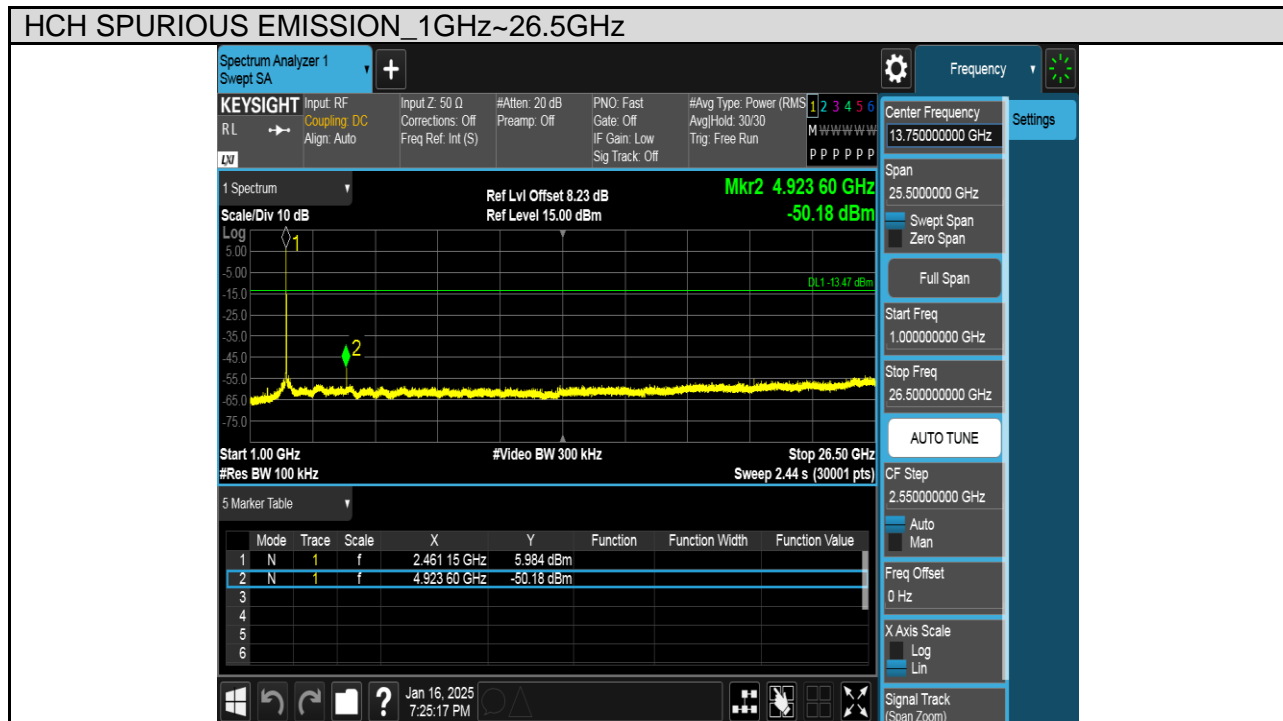 HCH SPURIOUS EMISSION_1GHz~26.5GHz
Spectrum Analyzer 1
Swept SA
+
Frequency
KEYSIGHT
RL
LXI
Input: RF
Coupling: DC
Align: Auto
Input Z: 50 Ω
Corrections: Off
Freq Ref: Int (S)
#Atten: 20 dB
Preamp: Off
PNO: Fast
Gate: Off
IF Gain: Low
Sig Track: Off
#Avg Type: Power (RMS
Avg|Hold: 30/30
Trig: Free Run
1 2 3 4 5 6
M W W W W W
P P P P P P
Center Frequency
13.750000000 GHz
Settings
Span
25.5000000 GHz
Swept Span
Zero Span
Full Span
Start Freq
1.000000000 GHz
Stop Freq
26.500000000 GHz
AUTO TUNE
CF Step
2.550000000 GHz
Auto
Man
Freq Offset
0 Hz
X Axis Scale
Log
Lin
Signal Track
(Span Zoom)
1 Spectrum
Scale/Div 10 dB
Ref Lvl Offset 8.23 dB
Ref Level 15.00 dBm
Mkr2 4.923 60 GHz
-50.18 dBm
Log
5.00
-5.00
-15.0
-25.0
-35.0
-45.0
-55.0
-65.0
-75.0
1
2
DL1 -13.47 dBm
Start 1.00 GHz
#Video BW 300 kHz
Stop 26.50 GHz
#Res BW 100 kHz
Sweep 2.44 s (30001 pts)
5 Marker Table
Mode Trace Scale X Y Function Function Width Function Value
1 N 1 f 2.461 15 GHz 5.984 dBm
2 N 1 f 4.923 60 GHz -50.18 dBm
3
4
5
6
?
Jan 16, 2025
7:25:17 PM